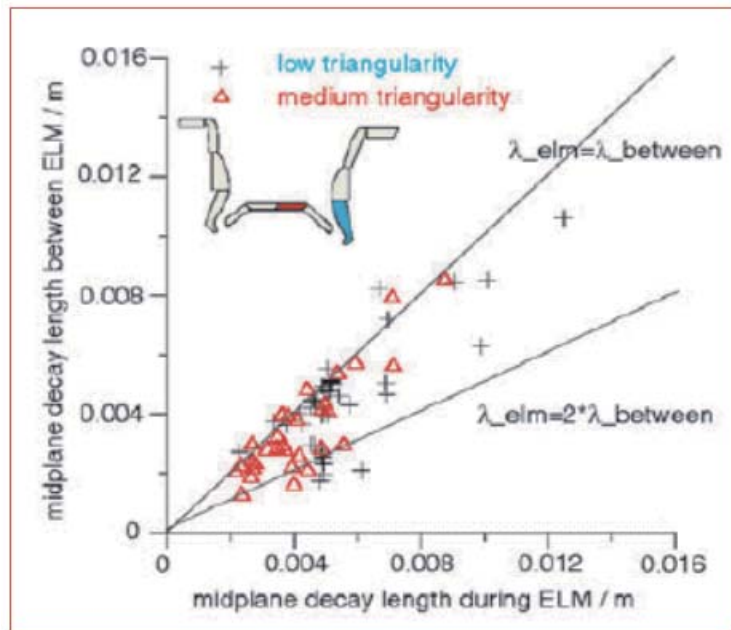 0.016
low triangularity
medium triangularity
λ_elm=λ_between
0.012
0.008
0.004
λ_elm=2*λ_between
0
midplane decay length between ELM / m
0 0.004 0.008 0.012 0.016
midplane decay length during ELM / m